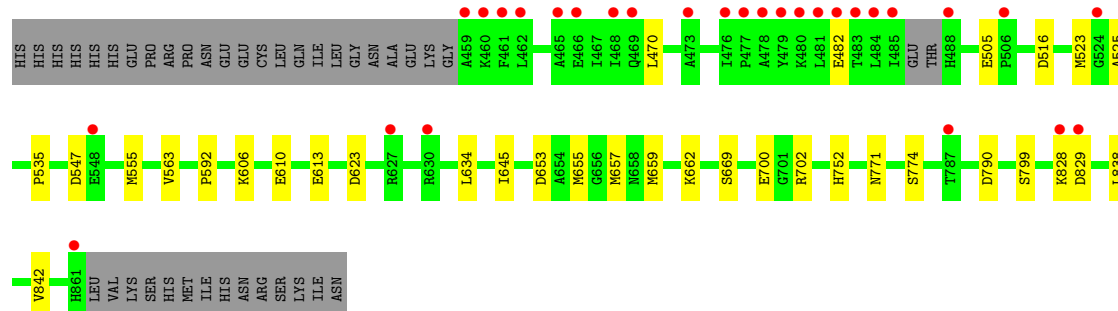 HIS HIS HIS HIS HIS HIS GLU PRO ARG PRO ASN GLU GLU CYS LEU GLN ILE LEU GLY ASN ALA GLU LYS GLY A459 K460 F461 L462 A465 E466 I467 I468 Q469 L470 A473 I476 P477 A478 Y479 K480 L481 E482 T483 L484 I485 GLU THR H488 E505 P506 D516 M523 G524 A525
P535 D547 E548 M555 V563 P592 K606 E610 E613 D623 R627 R630 L634 I645 D653 A654 M655 G656 M657 N658 M659 K662 S669 E700 G701 R702 H752 N771 S774 T787 D790 S799 K828 D829 L838
V842 H861 LEU VAL LYS SER HIS MET ILE HIS ASN ARG SER LYS ILE ASN